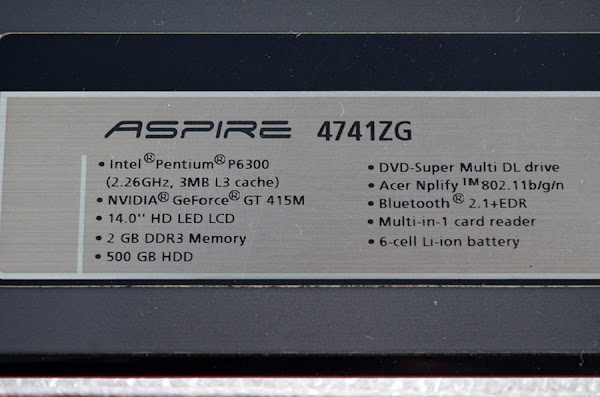 ASPIRE 4741ZG
• Intel® Pentium® P6300
(2.26GHz, 3MB L3 cache)
• NVIDIA® GeForce® GT 415M
• 14.0'' HD LED LCD
• 2 GB DDR3 Memory
• 500 GB HDD
• DVD-Super Multi DL drive
• Acer Nplify™ 802.11b/g/n
• Bluetooth® 2.1+EDR
• Multi-in-1 card reader
• 6-cell Li-ion battery